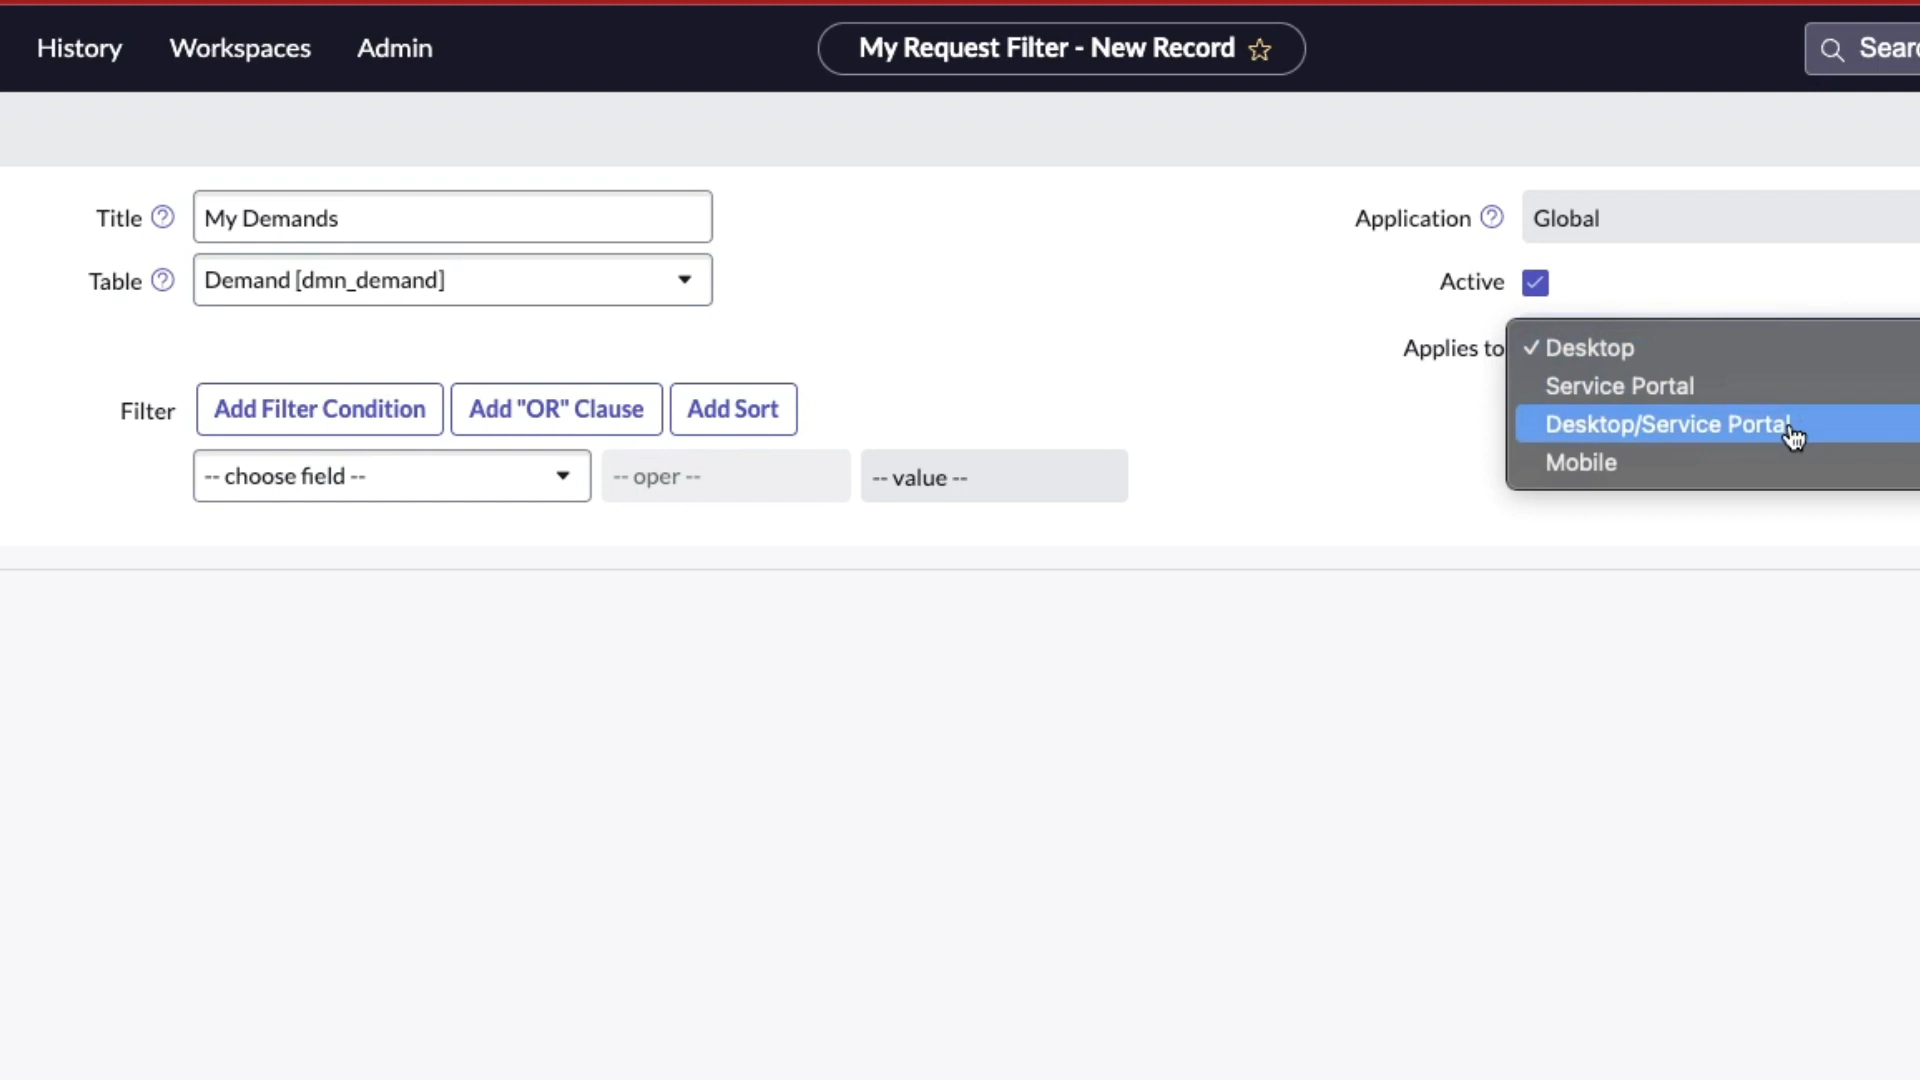 History Workspaces Admin My Request Filter - New Record
Title My Demands Application Global
Table Demand [dmn_demand] Active
Applies to Desktop
Service Portal
Filter Add Filter Condition Add "OR" Clause Add Sort Desktop/Service Portal
-- choose field -- -- oper -- -- value -- Mobile